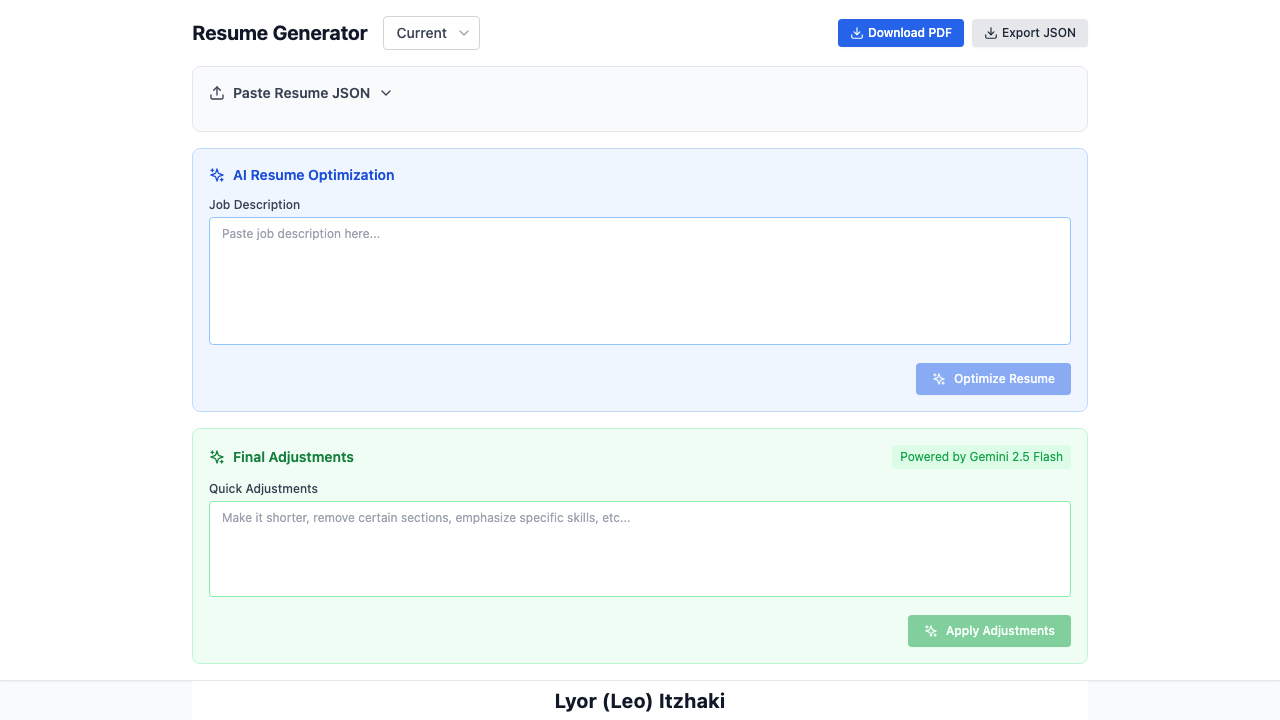 Resume Generator
Current
Download PDF
Export JSON
Paste Resume JSON
AI Resume Optimization
Job Description
Paste job description here...
Optimize Resume
Final Adjustments
Powered by Gemini 2.5 Flash
Quick Adjustments
Make it shorter, remove certain sections, emphasize specific skills, etc...
Apply Adjustments
Lyor (Leo) Itzhaki